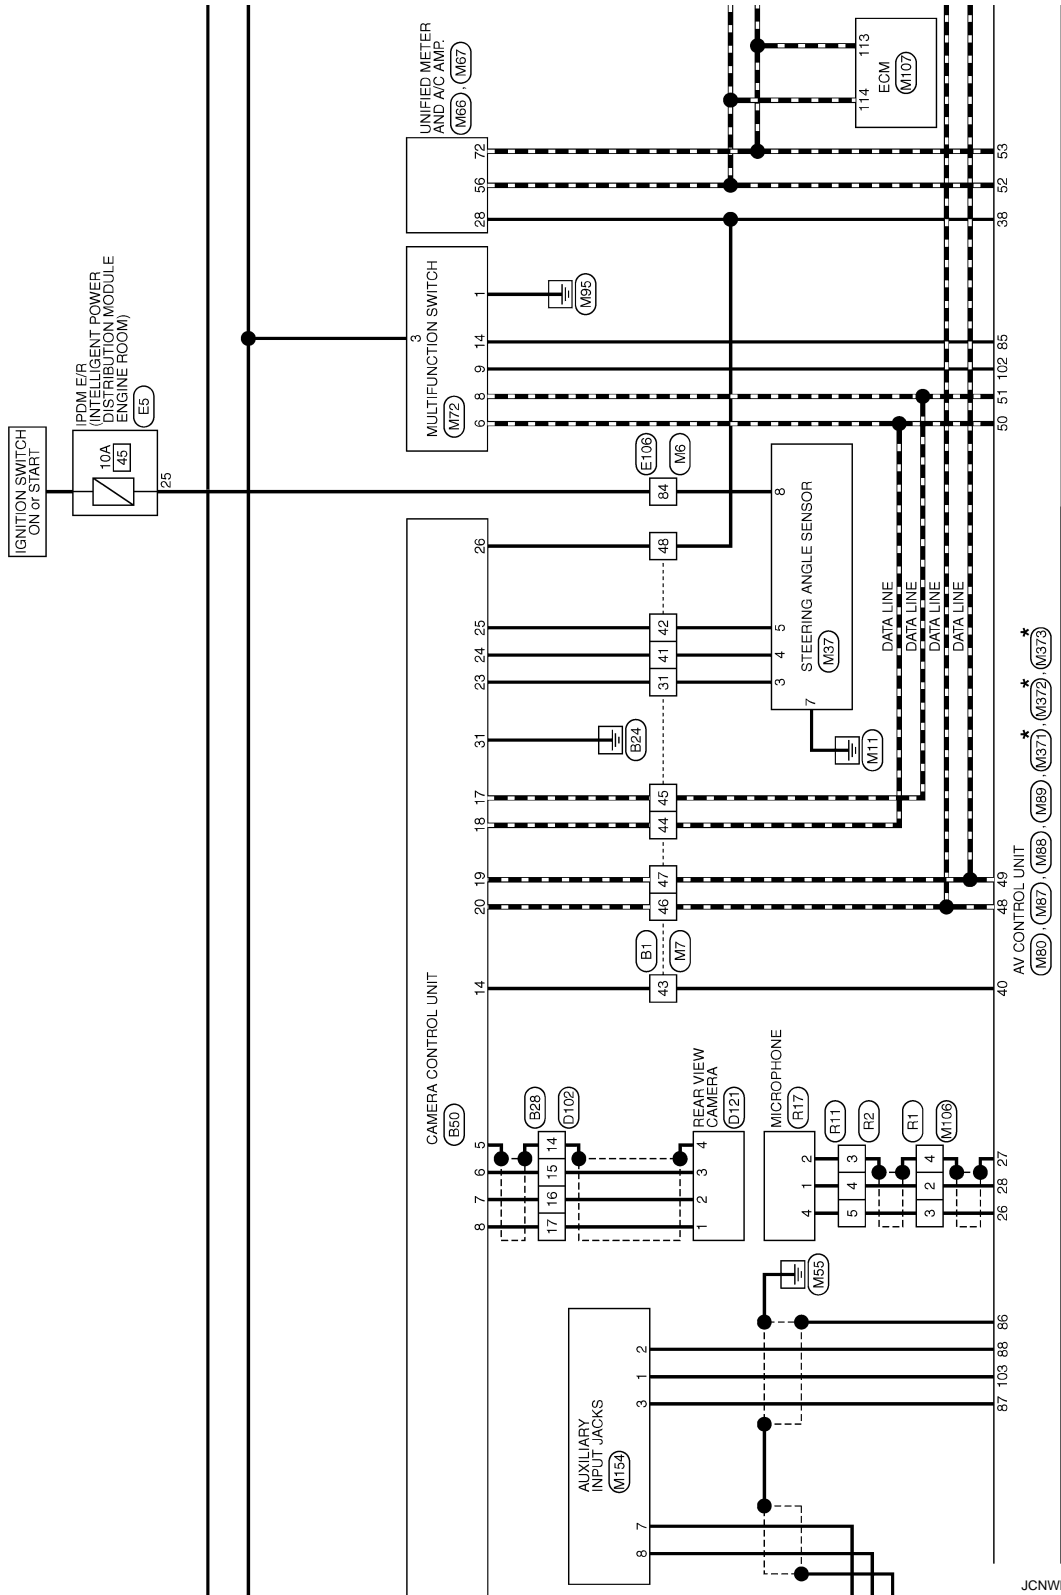 IGNITION SWITCH
ON or START
IPDM E/R
(INTELLIGENT POWER
DISTRIBUTION MODULE
ENGINE ROOM)
E5
10A
45
25
UNIFIED METER
AND A/C AMP.
M66 , M67
72
56
28
113
114
ECM
M107
53
52
38
MULTIFUNCTION SWITCH
M72
3
1
14
9
8
6
M95
85
102
51
50
E106
M6
84
8
STEERING ANGLE SENSOR
M37
5
4
3
7
M11
CAMERA CONTROL UNIT
B50
26
25
24
23
31
17
18
19
20
14
5
6
7
8
48
42
41
31
B24
45
44
47
46
B1
M7
43
DATA LINE
DATA LINE
DATA LINE
DATA LINE
49
48
40
AV CONTROL UNIT
M80 , M87 , M88 , M89 , M371* , M372* , M373*
B28
D102
14
15
16
17
REAR VIEW
CAMERA
D121
4
3
2
1
MICROPHONE
R17
2
1
4
R11
R2
3
4
5
R1
M106
4
2
3
27
28
26
M55
AUXILIARY
INPUT JACKS
M154
2
1
3
7
8
86
88
103
87
JCNW